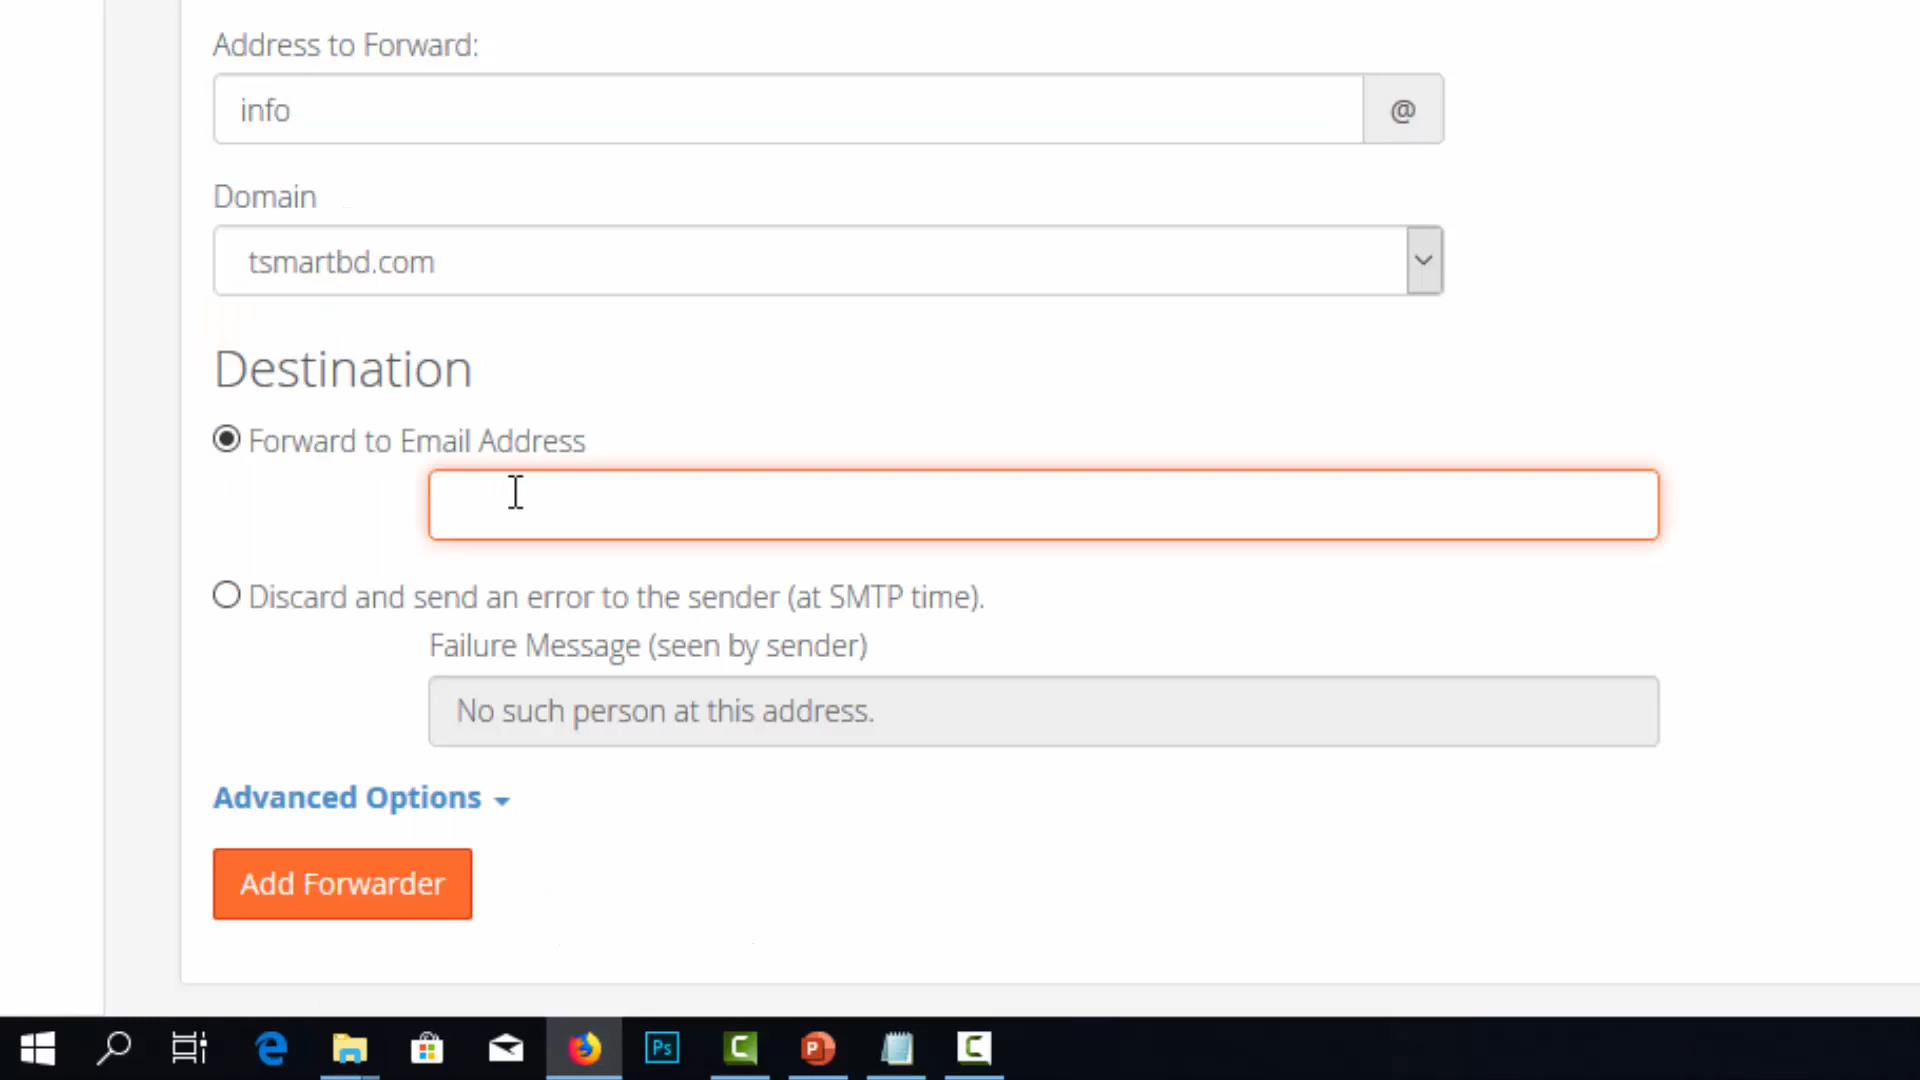 Address to Forward:
info @
Domain
tsmartbd.com
Destination
Forward to Email Address
Discard and send an error to the sender (at SMTP time).
Failure Message (seen by sender)
No such person at this address.
Advanced Options
Add Forwarder
Ps